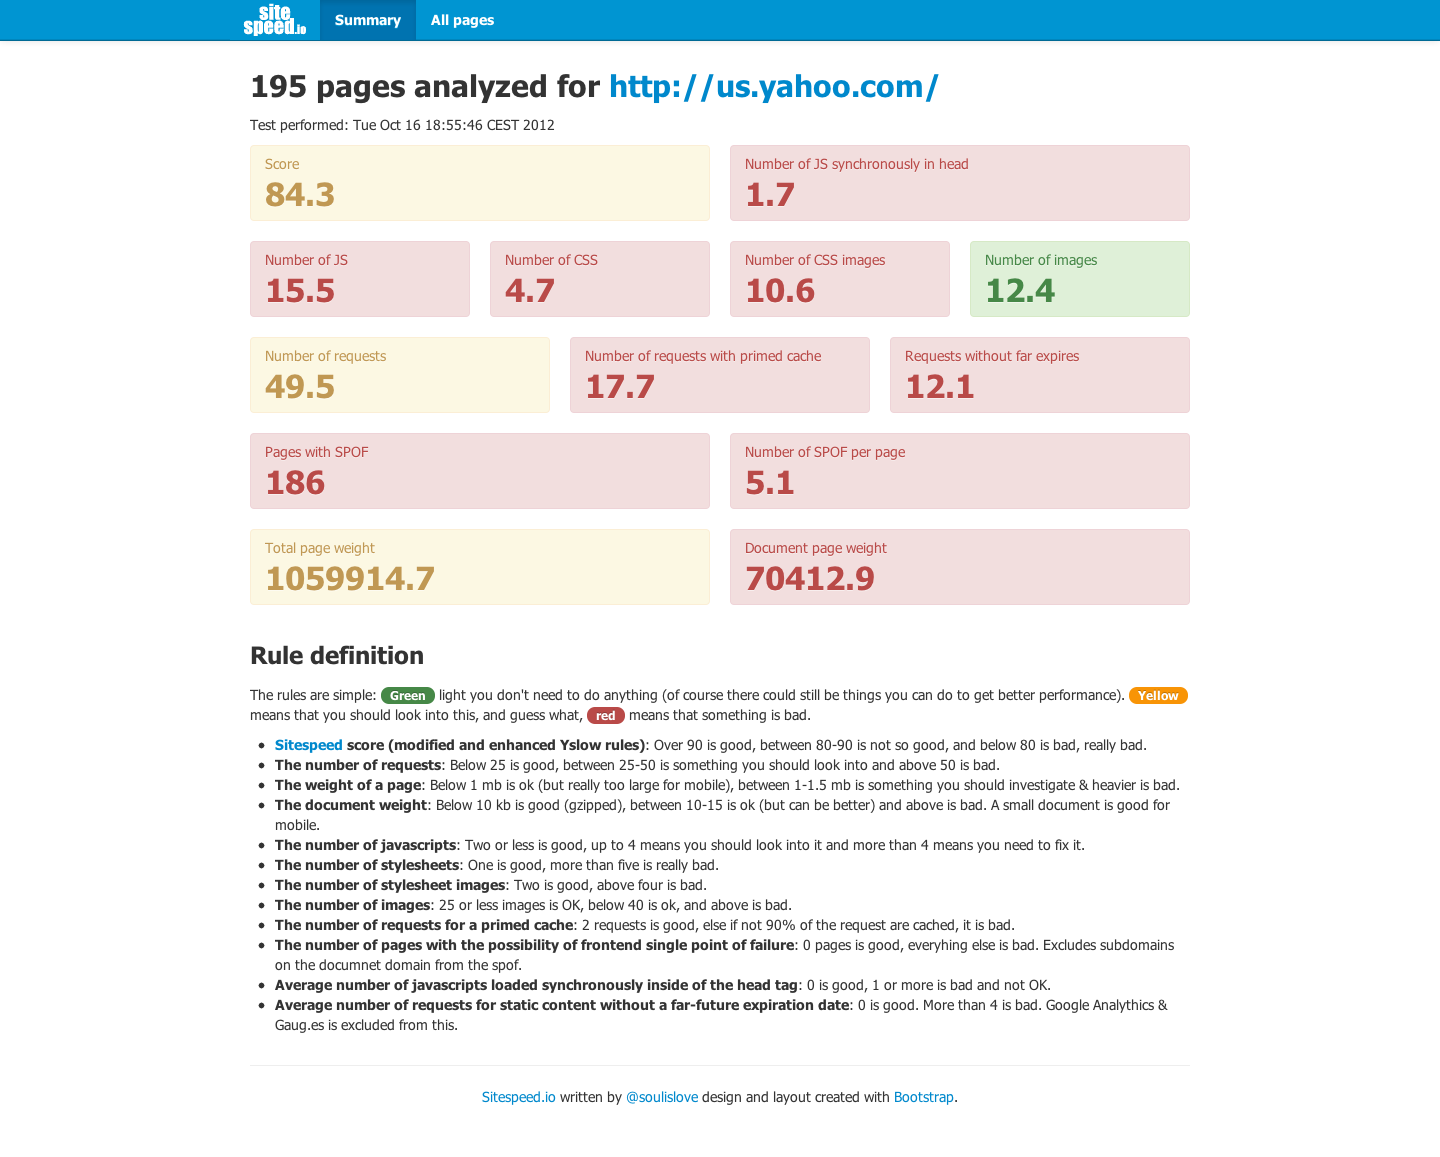 site
speed.io
Summary
All pages
195 pages analyzed for http://us.yahoo.com/
Test performed: Tue Oct 16 18:55:46 CEST 2012
Score
84.3
Number of JS synchronously in head
1.7
Number of JS
15.5
Number of CSS
4.7
Number of CSS images
10.6
Number of images
12.4
Number of requests
49.5
Number of requests with primed cache
17.7
Requests without far expires
12.1
Pages with SPOF
186
Number of SPOF per page
5.1
Total page weight
1059914.7
Document page weight
70412.9
Rule definition
The rules are simple: Green light you don't need to do anything (of course there could still be things you can do to get better performance). Yellow
means that you should look into this, and guess what, red means that something is bad.
• Sitespeed score (modified and enhanced Yslow rules): Over 90 is good, between 80-90 is not so good, and below 80 is bad, really bad.
• The number of requests: Below 25 is good, between 25-50 is something you should look into and above 50 is bad.
• The weight of a page: Below 1 mb is ok (but really too large for mobile), between 1-1.5 mb is something you should investigate & heavier is bad.
• The document weight: Below 10 kb is good (gzipped), between 10-15 is ok (but can be better) and above is bad. A small document is good for
mobile.
• The number of javascripts: Two or less is good, up to 4 means you should look into it and more than 4 means you need to fix it.
• The number of stylesheets: One is good, more than five is really bad.
• The number of stylesheet images: Two is good, above four is bad.
• The number of images: 25 or less images is OK, below 40 is ok, and above is bad.
• The number of requests for a primed cache: 2 requests is good, else if not 90% of the request are cached, it is bad.
• The number of pages with the possibility of frontend single point of failure: 0 pages is good, everyhing else is bad. Excludes subdomains
on the documnet domain from the spof.
• Average number of javascripts loaded synchronously inside of the head tag: 0 is good, 1 or more is bad and not OK.
• Average number of requests for static content without a far-future expiration date: 0 is good. More than 4 is bad. Google Analythics &
Gaug.es is excluded from this.
Sitespeed.io written by @soulislove design and layout created with Bootstrap.